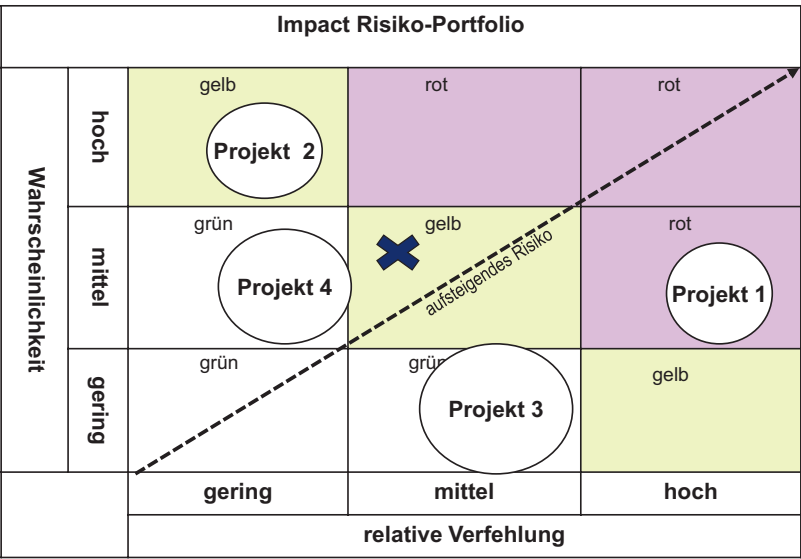 Impact Risiko-Portfolio
Wahrscheinlichkeit
hoch
gelb
rot
rot
Projekt 2
mittel
grün
gelb
rot
Projekt 4
aufsteigendes Risiko
Projekt 1
gering
grün
grün
gelb
Projekt 3
gering
mittel
hoch
relative Verfehlung